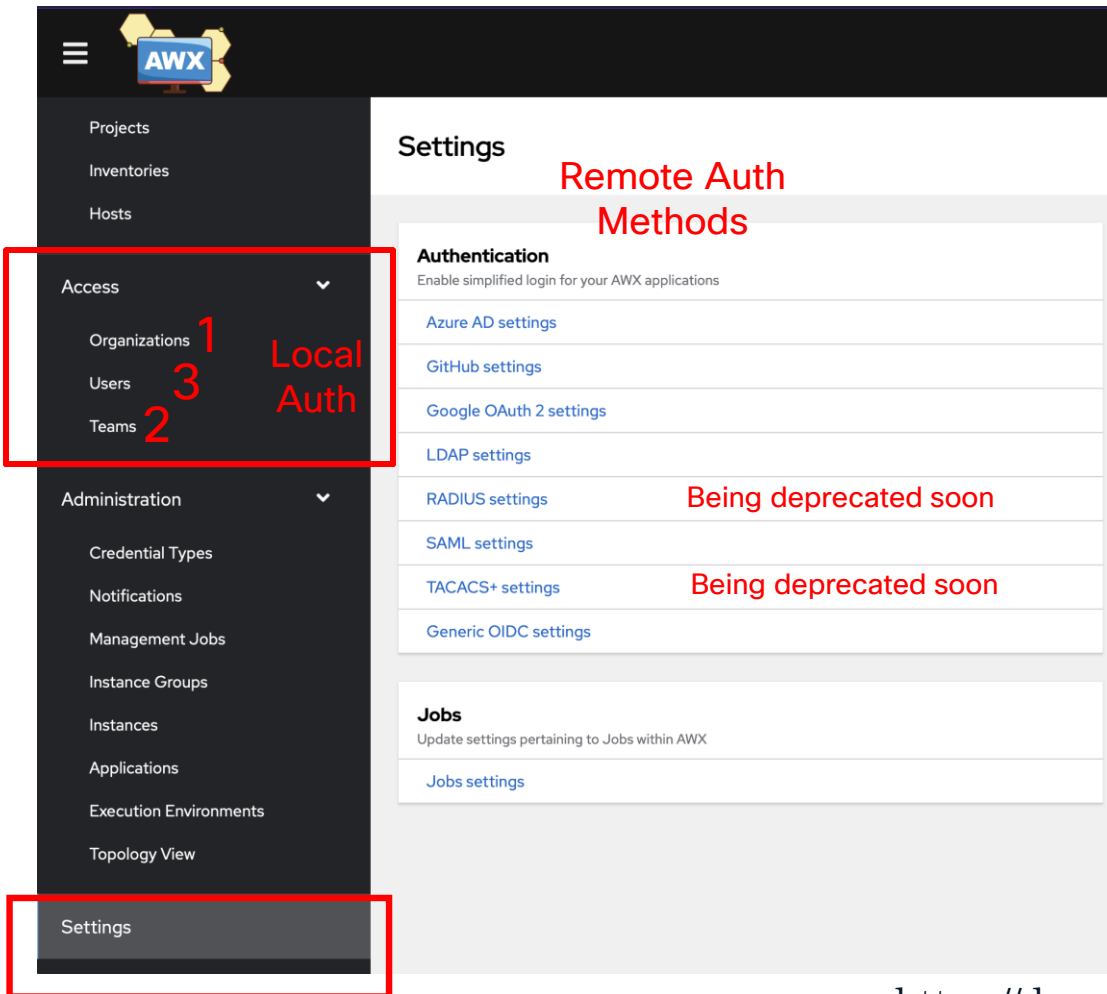 AWX
Projects
Inventories
Hosts
Access
Organizations 1
Users 3
Teams 2
Local
Auth
Administration
Credential Types
Notifications
Management Jobs
Instance Groups
Instances
Applications
Execution Environments
Topology View
Settings
Settings
Remote Auth
Methods
Authentication
Enable simplified login for your AWX applications
Azure AD settings
GitHub settings
Google OAuth 2 settings
LDAP settings
RADIUS settings Being deprecated soon
SAML settings
TACACS+ settings Being deprecated soon
Generic OIDC settings
Jobs
Update settings pertaining to Jobs within AWX
Jobs settings